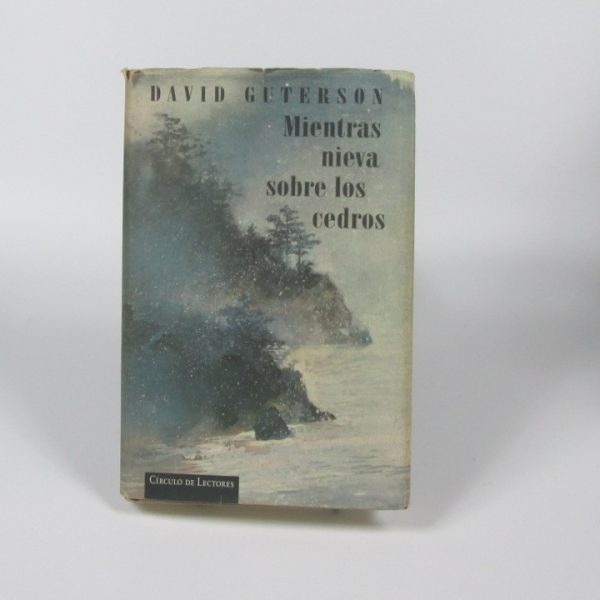 DAVID GUTERSON
Mientras
nieva
sobre los
cedros
CÍRCULO DE LECTORES